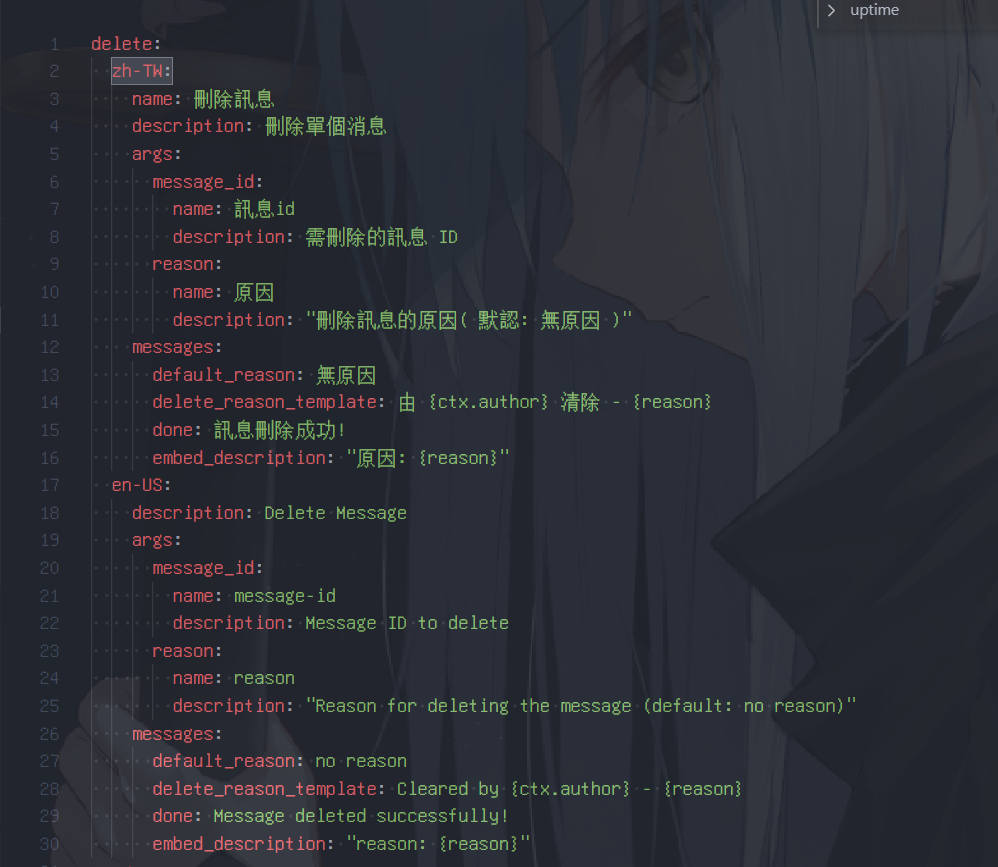 uptime
1 delete:
2 zh-TW:
3 name: 刪除訊息
4 description: 刪除單個消息
5 args:
6 message_id:
7 name: 訊息id
8 description: 需刪除的訊息 ID
9 reason:
10 name: 原因
11 description: "刪除訊息的原因( 默認: 無原因 )"
12 messages:
13 default_reason: 無原因
14 delete_reason_template: 由 {ctx.author} 清除 - {reason}
15 done: 訊息刪除成功!
16 embed_description: "原因: {reason}"
17 en-US:
18 description: Delete Message
19 args:
20 message_id:
21 name: message-id
22 description: Message ID to delete
23 reason:
24 name: reason
25 description: "Reason for deleting the message (default: no reason)"
26 messages:
27 default_reason: no reason
28 delete_reason_template: Cleared by {ctx.author} - {reason}
29 done: Message deleted successfully!
30 embed_description: "reason: {reason}"